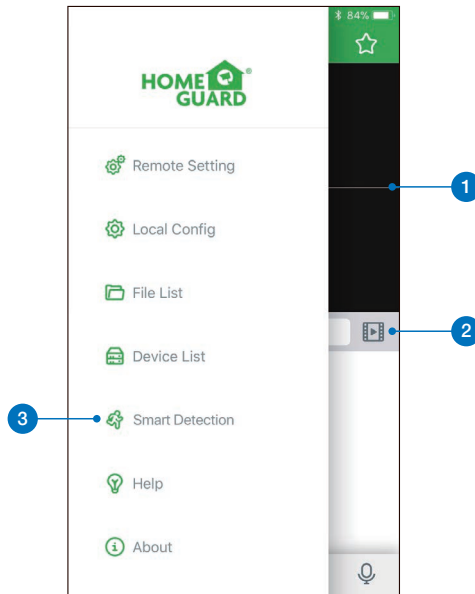 84%
HOME
GUARD®
Remote Setting
1
Local Config
File List
2
Device List
3
Smart Detection
Help
About